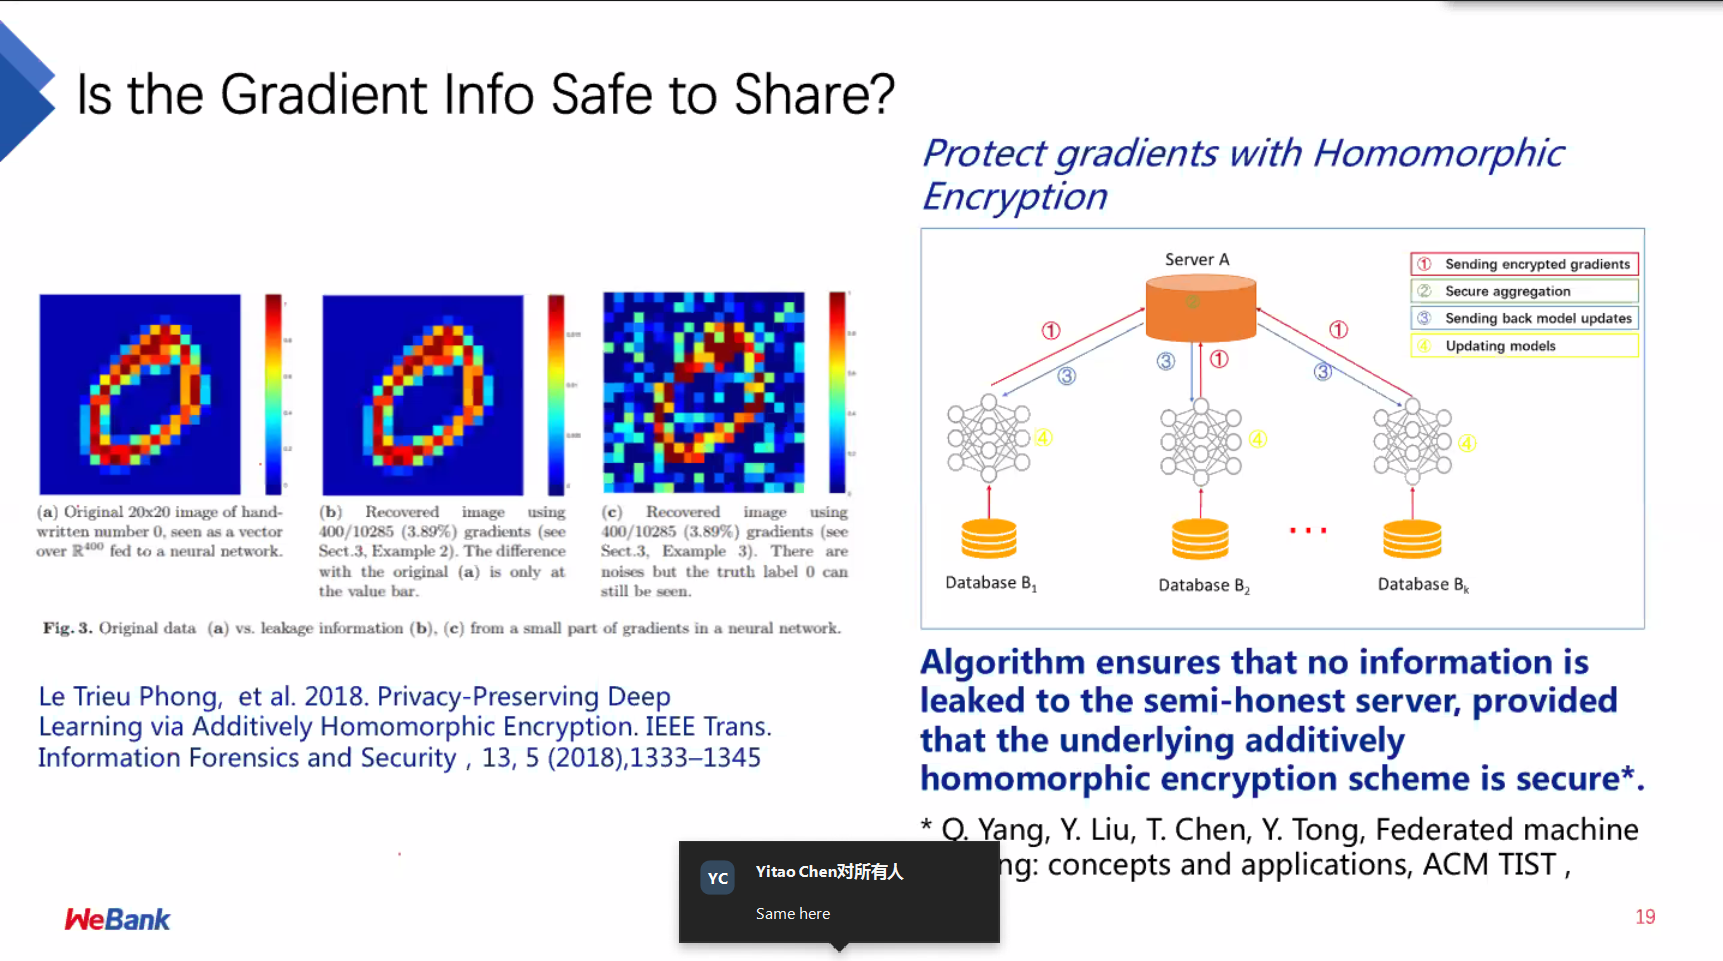 Is the Gradient Info Safe to Share?
Protect gradients with Homomorphic
Encryption
(a) Original 20x20 image of hand-
written number 0, seen as a vector
over ℝ⁴⁰⁰ fed to a neural network.
(b) Recovered image using
400/10285 (3.89%) gradients (see
Sect.3, Example 2). The difference
with the original (a) is only at
the value bar.
(c) Recovered image using
400/10285 (3.89%) gradients (see
Sect.3, Example 3). There are
noises but the truth label 0 can
still be seen.
Fig. 3. Original data (a) vs. leakage information (b), (c) from a small part of gradients in a neural network.
Le Trieu Phong, et al. 2018. Privacy-Preserving Deep
Learning via Additively Homomorphic Encryption. IEEE Trans.
Information Forensics and Security , 13, 5 (2018),1333–1345
Server A
② 
① Sending encrypted gradients
② Secure aggregation
③ Sending back model updates
④ Updating models
① ③ ③ ① ① ③
④ ④ ④
...
Database B1
Database B2
Database Bk
Algorithm ensures that no information is
leaked to the semi-honest server, provided
that the underlying additively
homomorphic encryption scheme is secure*.
* Q. Yang, Y. Liu, T. Chen, Y. Tong, Federated machine
ng: concepts and applications, ACM TIST ,
YC
Yitao Chen对所有人
Same here
WeBank
19